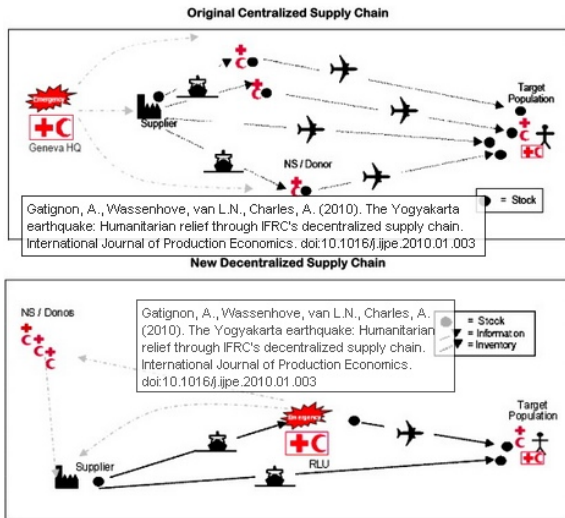 Original Centralized Supply Chain
Emergency
Geneva HQ
Supplier
NS / Donor
Target
Population
= Stock
Gatignon, A., Wassenhove, van L.N., Charles, A. (2010). The Yogyakarta
earthquake: Humanitarian relief through IFRC's decentralized supply chain.
International Journal of Production Economics. doi:10.1016/j.ijpe.2010.01.003
New Decentralized Supply Chain
NS / Donos
Gatignon, A., Wassenhove, van L.N., Charles, A.
(2010). The Yogyakarta earthquake: Humanitarian
relief through IFRC's decentralized supply chain.
International Journal of Production Economics.
doi:10.1016/j.ijpe.2010.01.003
= Stock
= Information
= Inventory
Emergency
RLU
Supplier
Target
Population